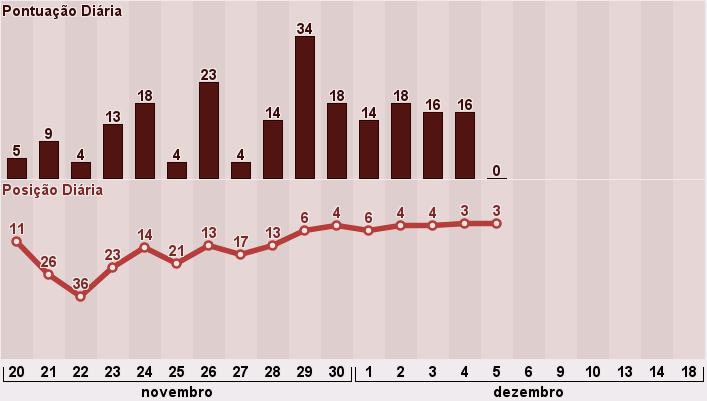 Pontuação Diária
5 9 4 13 18 4 23 4 14 34 18 14 18 16 16 0
Posição Diária
11 26 36 23 14 21 13 17 13 6 4 6 4 4 3 3
20 21 22 23 24 25 26 27 28 29 30 1 2 3 4 5 6 9 10 13 14 18
novembro dezembro